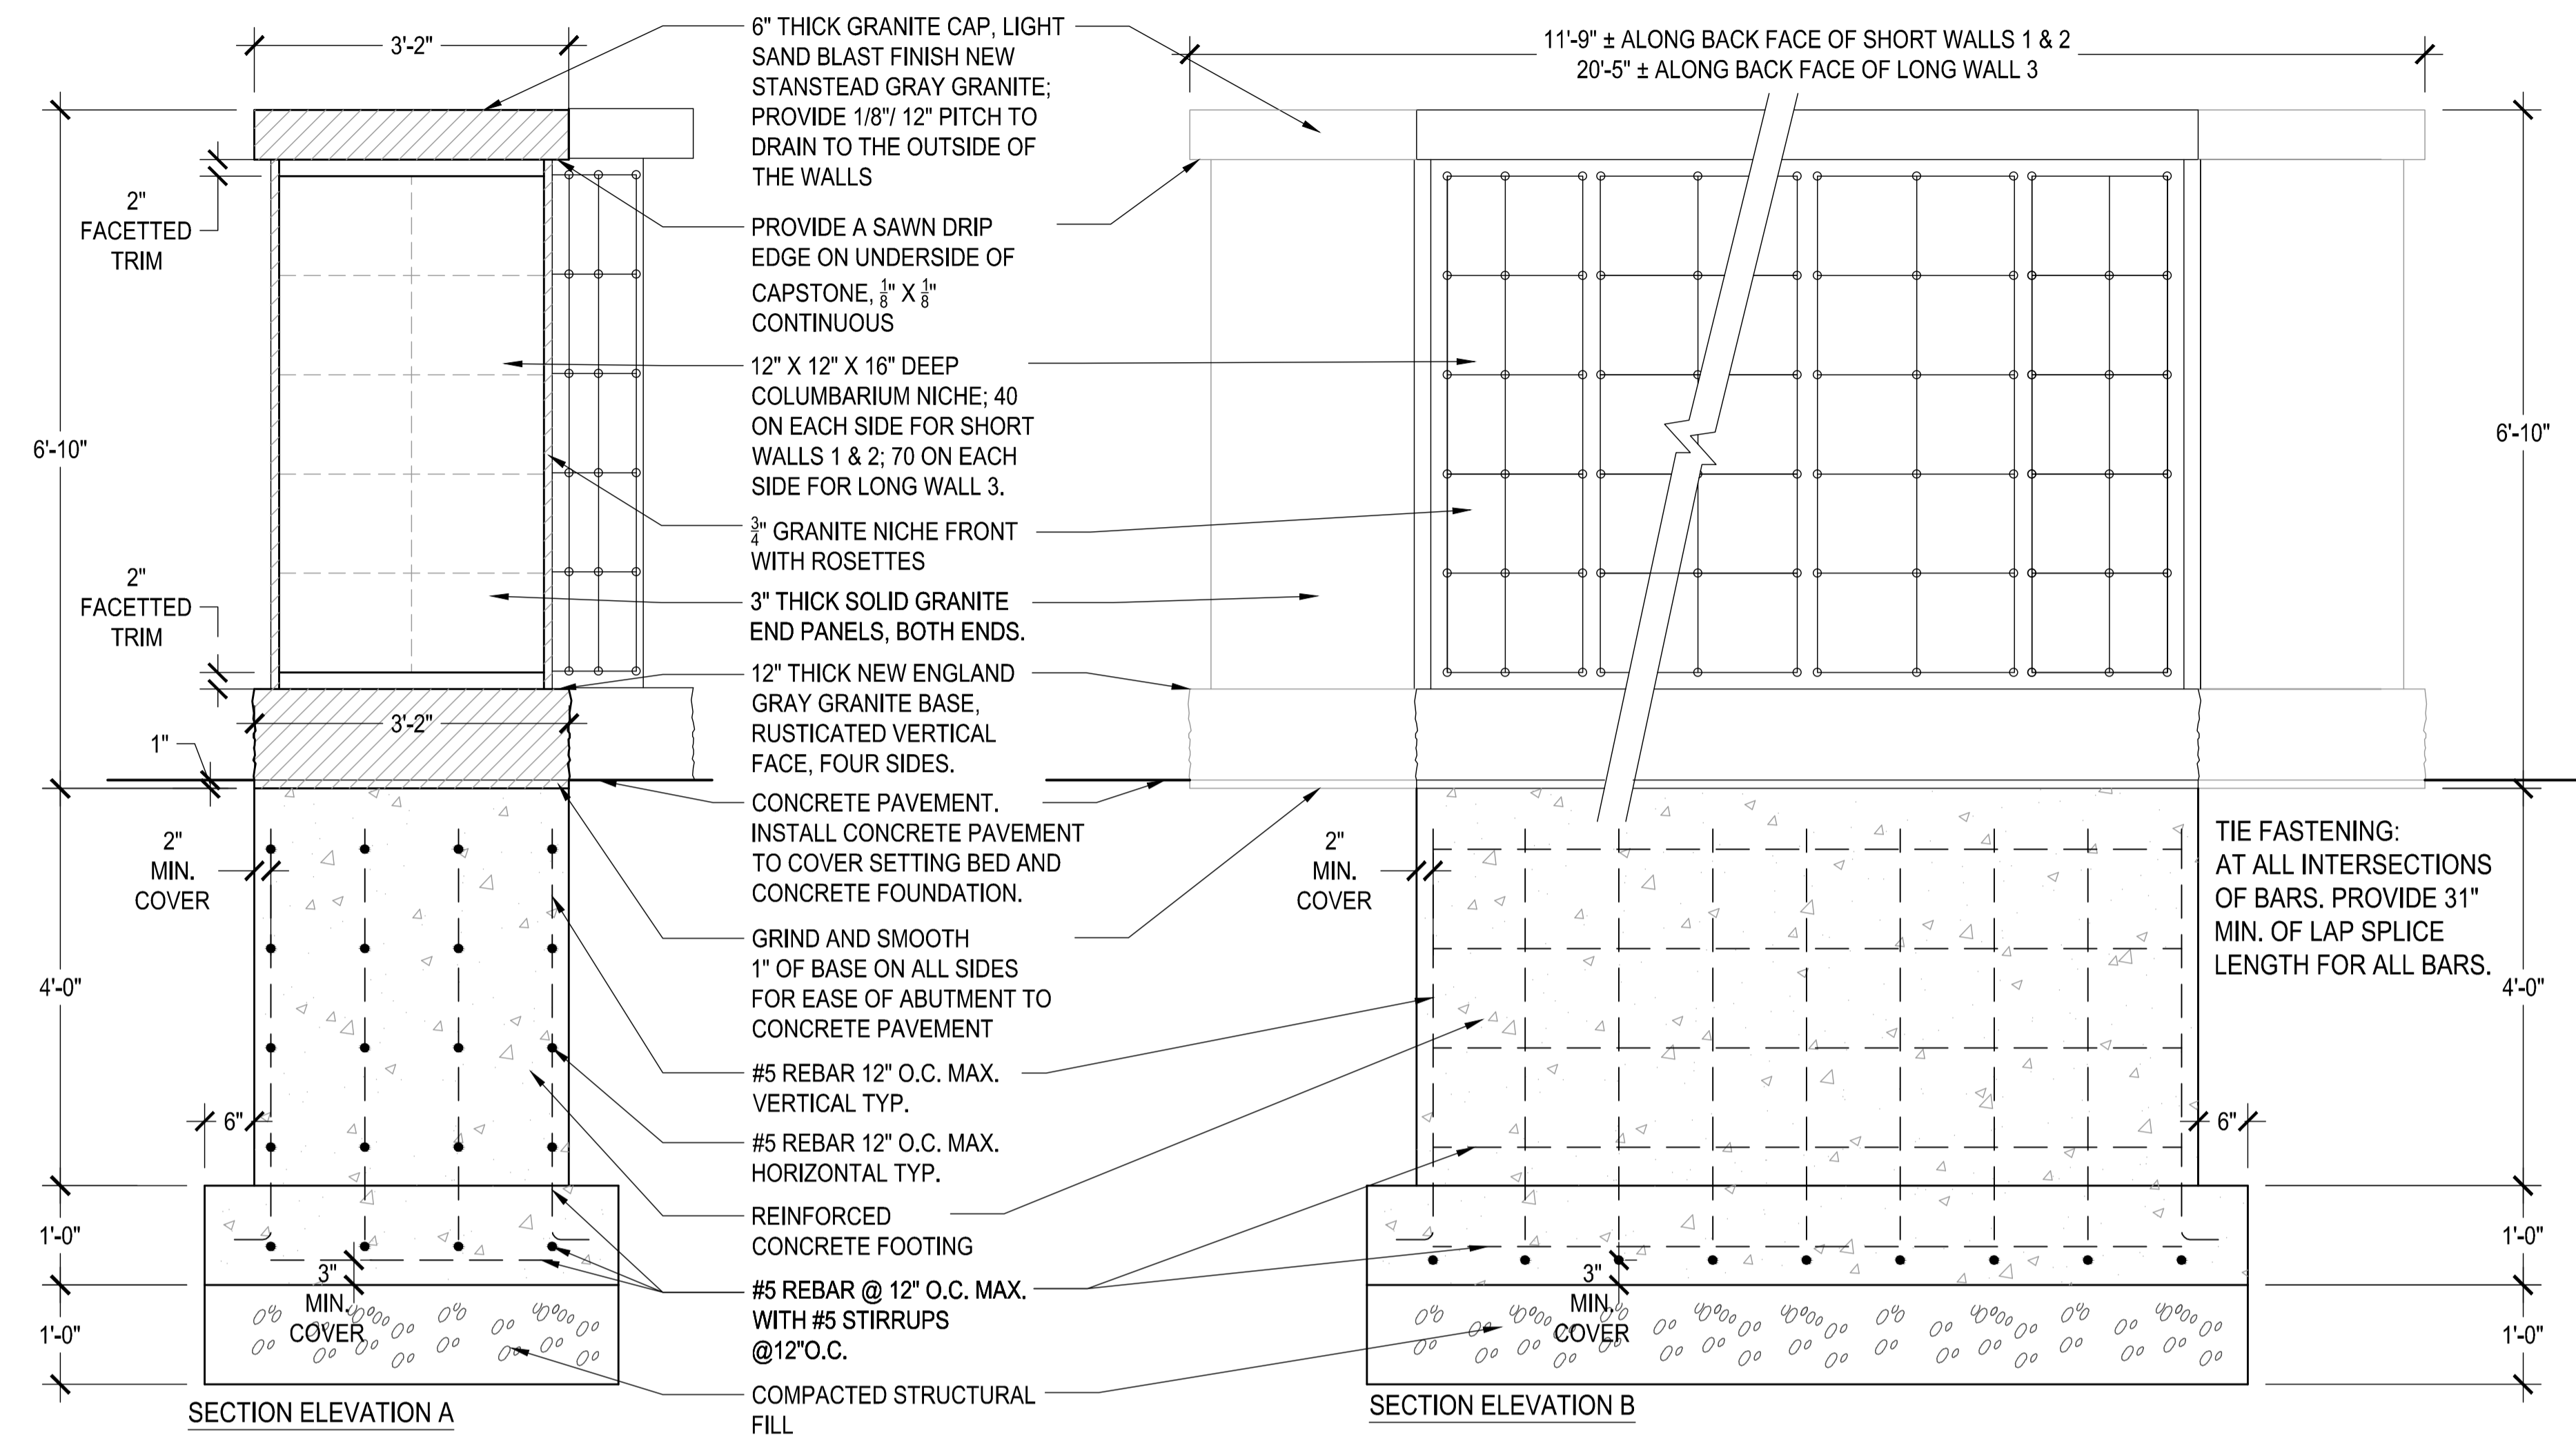 3'-2"
6'-10"
2"
FACETTED
TRIM
2"
FACETTED
TRIM
3'-2"
1"
2"
MIN.
COVER
4'-0"
6"
1'-0"
1'-0"
3"
MIN.
COVER
SECTION ELEVATION A
6" THICK GRANITE CAP, LIGHT
SAND BLAST FINISH NEW
STANSTEAD GRAY GRANITE;
PROVIDE 1/8"/ 12" PITCH TO
DRAIN TO THE OUTSIDE OF
THE WALLS
PROVIDE A SAWN DRIP
EDGE ON UNDERSIDE OF
CAPSTONE, 1/8" X 1/8"
CONTINUOUS
12" X 12" X 16" DEEP
COLUMBARIUM NICHE; 40
ON EACH SIDE FOR SHORT
WALLS 1 & 2; 70 ON EACH
SIDE FOR LONG WALL 3.
3/4" GRANITE NICHE FRONT
WITH ROSETTES
3" THICK SOLID GRANITE
END PANELS, BOTH ENDS.
12" THICK NEW ENGLAND
GRAY GRANITE BASE,
RUSTICATED VERTICAL
FACE, FOUR SIDES.
CONCRETE PAVEMENT.
INSTALL CONCRETE PAVEMENT
TO COVER SETTING BED AND
CONCRETE FOUNDATION.
GRIND AND SMOOTH
1" OF BASE ON ALL SIDES
FOR EASE OF ABUTMENT TO
CONCRETE PAVEMENT
#5 REBAR 12" O.C. MAX.
VERTICAL TYP.
#5 REBAR 12" O.C. MAX.
HORIZONTAL TYP.
REINFORCED
CONCRETE FOOTING
#5 REBAR @ 12" O.C. MAX.
WITH #5 STIRRUPS
@12"O.C.
COMPACTED STRUCTURAL
FILL
11'-9" ± ALONG BACK FACE OF SHORT WALLS 1 & 2
20'-5" ± ALONG BACK FACE OF LONG WALL 3
6'-10"
2"
MIN.
COVER
TIE FASTENING:
AT ALL INTERSECTIONS
OF BARS. PROVIDE 31"
MIN. OF LAP SPLICE
LENGTH FOR ALL BARS.
4'-0"
6"
1'-0"
1'-0"
3"
MIN.
COVER
SECTION ELEVATION B